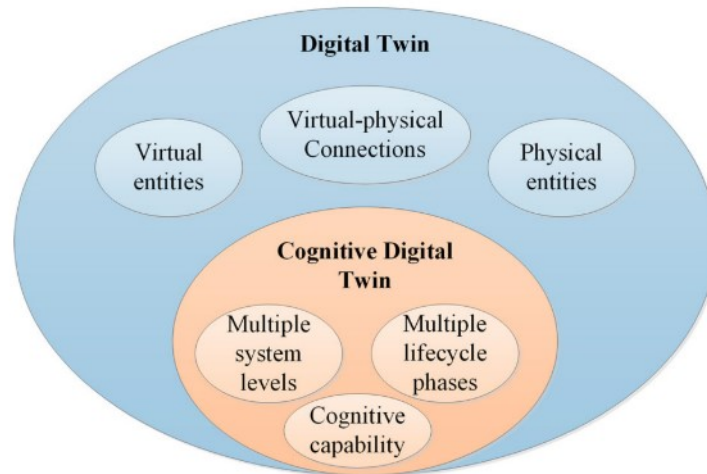 Digital Twin
Virtual-physical
Connections
Virtual
entities
Physical
entities
Cognitive Digital
Twin
Multiple
system
levels
Multiple
lifecycle
phases
Cognitive
capability